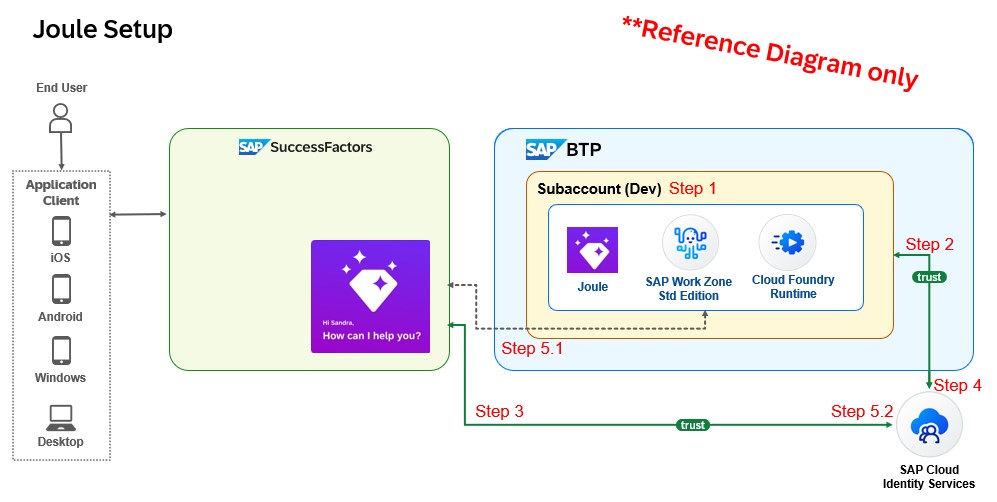 Joule Setup
**Reference Diagram only
End User
Application
Client
iOS
Android
Windows
Desktop
SAP SuccessFactors
Hi Sandra,
How can I help you?
SAP BTP
Subaccount (Dev) Step 1
Joule
SAP Work Zone
Std Edition
Cloud Foundry
Runtime
Step 2
trust
Step 5.1
Step 3
trust
Step 5.2
Step 4
SAP Cloud
Identity Services